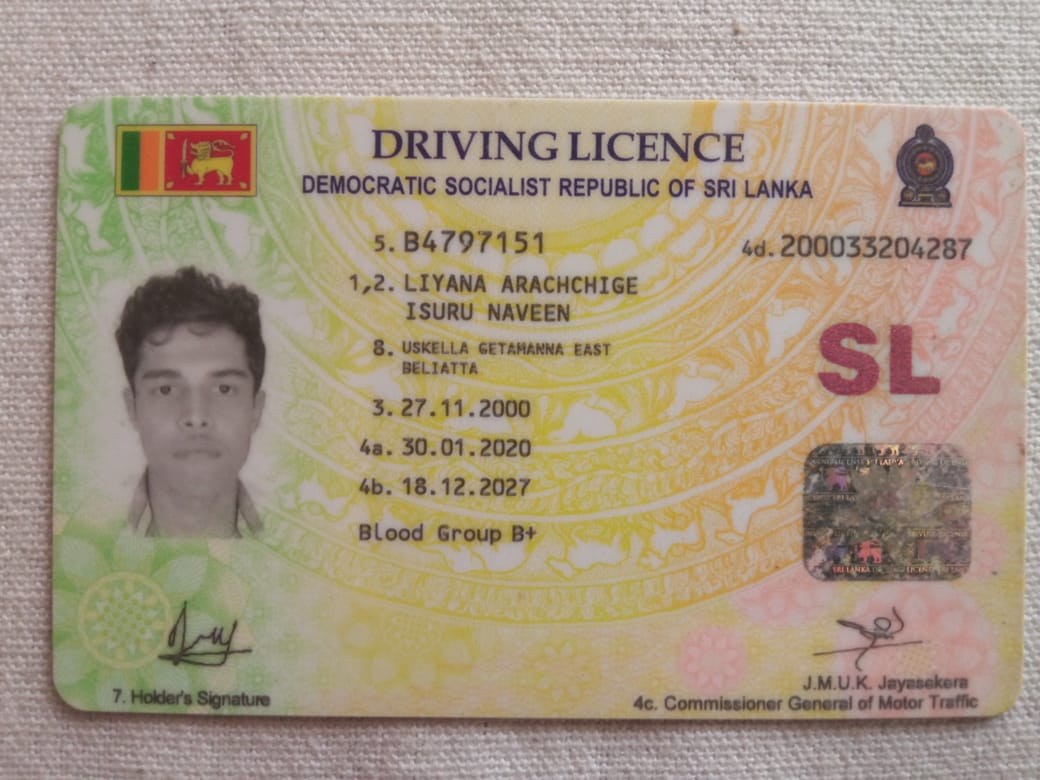 DRIVING LICENCE
DEMOCRATIC SOCIALIST REPUBLIC OF SRI LANKA
5. B4797151
4d. 200033204287
1,2. LIYANA ARACHCHIGE
ISURU NAVEEN
8. USKELLA GETAMANNA EAST
BELIATTA
SL
3. 27.11.2000
4a. 30.01.2020
4b. 18.12.2027
Blood Group B+
7. Holder's Signature
J.M.U.K. Jayasekera
4c. Commissioner General of Motor Traffic